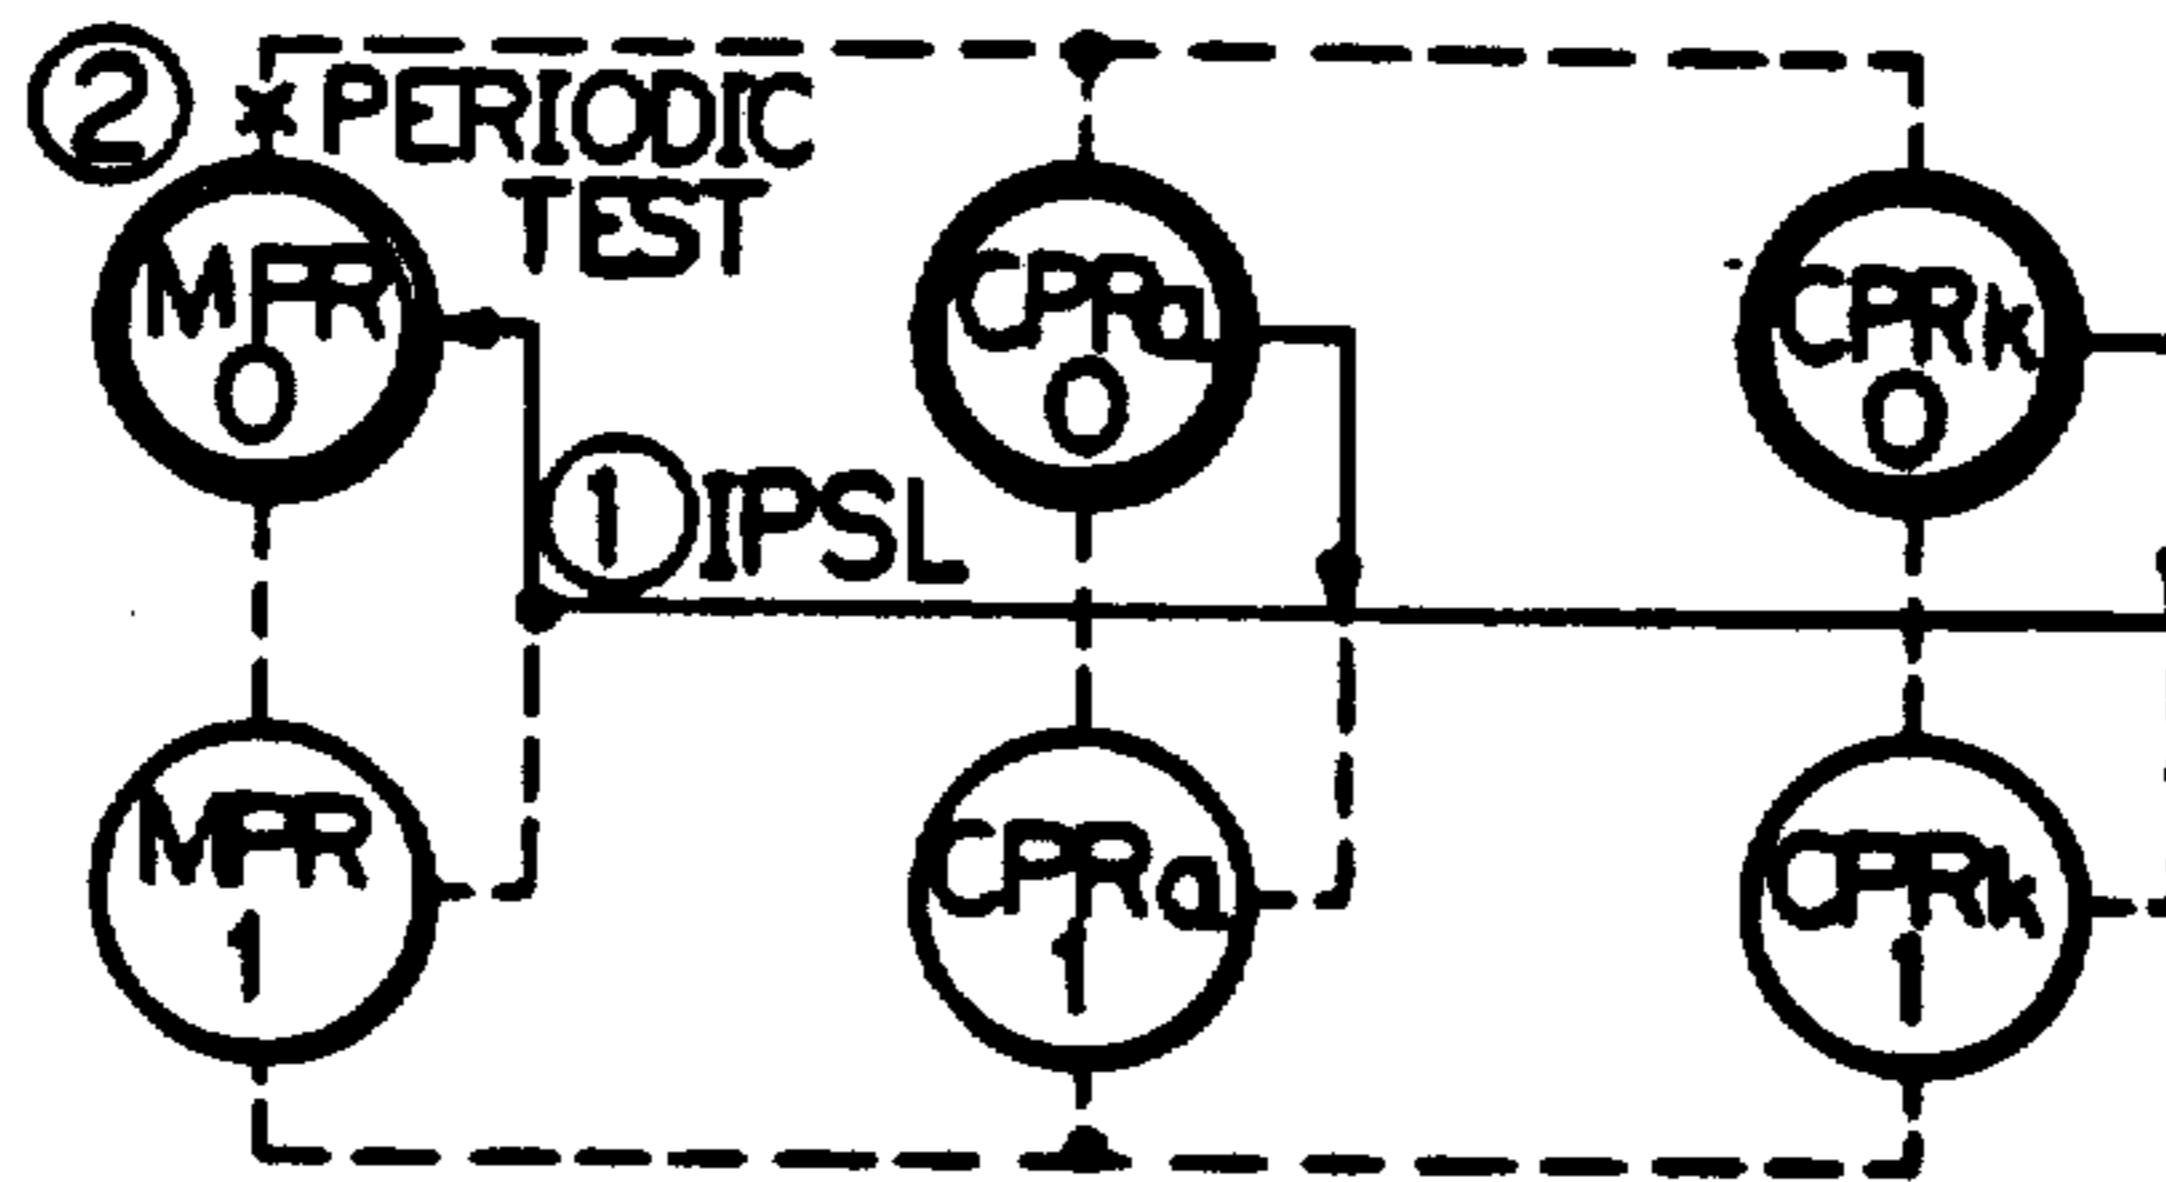 ② PERIODIC
TEST
MPR
0
CPRa
0
CPRk
0
① IPSL
MPR
1
CPRa
1
CPRk
1